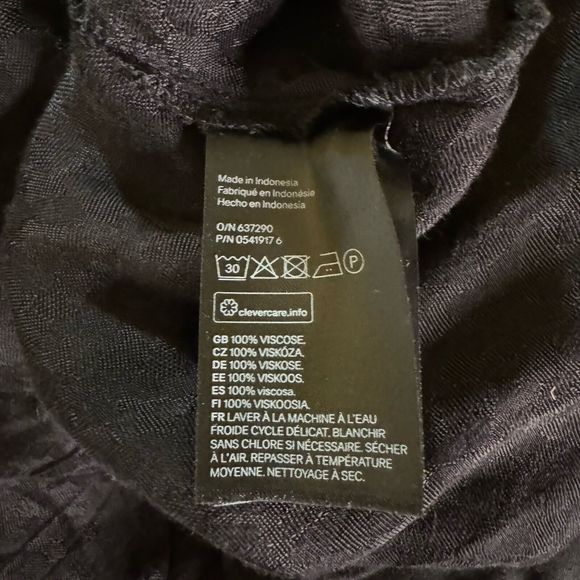 Made in Indonesia
Fabriqué en Indonésie
Hecho en Indonesia
O/N 637290
P/N 0541917 6
30 P
clevercare.info
GB 100% VISCOSE.
CZ 100% VISKÓZA.
DE 100% VISKOSE.
EE 100% VISKOOS.
ES 100% viscosa.
FI 100% VISKOOSIA.
FR LAVER À LA MACHINE À L'EAU
FROIDE CYCLE DÉLICAT. BLANCHIR
SANS CHLORE SI NÉCESSAIRE. SÉCHER
À L'AIR. REPASSER À TEMPÉRATURE
MOYENNE. NETTOYAGE À SEC.